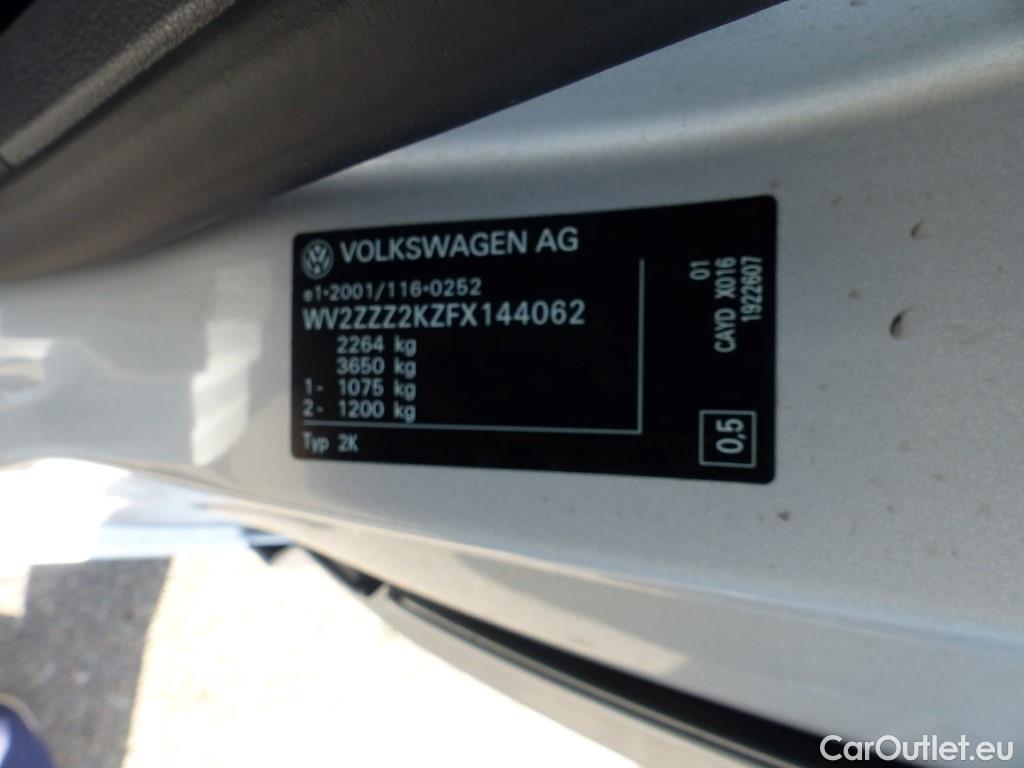 VOLKSWAGEN AG
e1*2001/116*0252
WV2ZZZ2KZFX144062
2264 kg
3650 kg
1- 1075 kg
2- 1200 kg
Typ 2K
01
CAYD X016
1922607
0,5
CarOutlet.eu